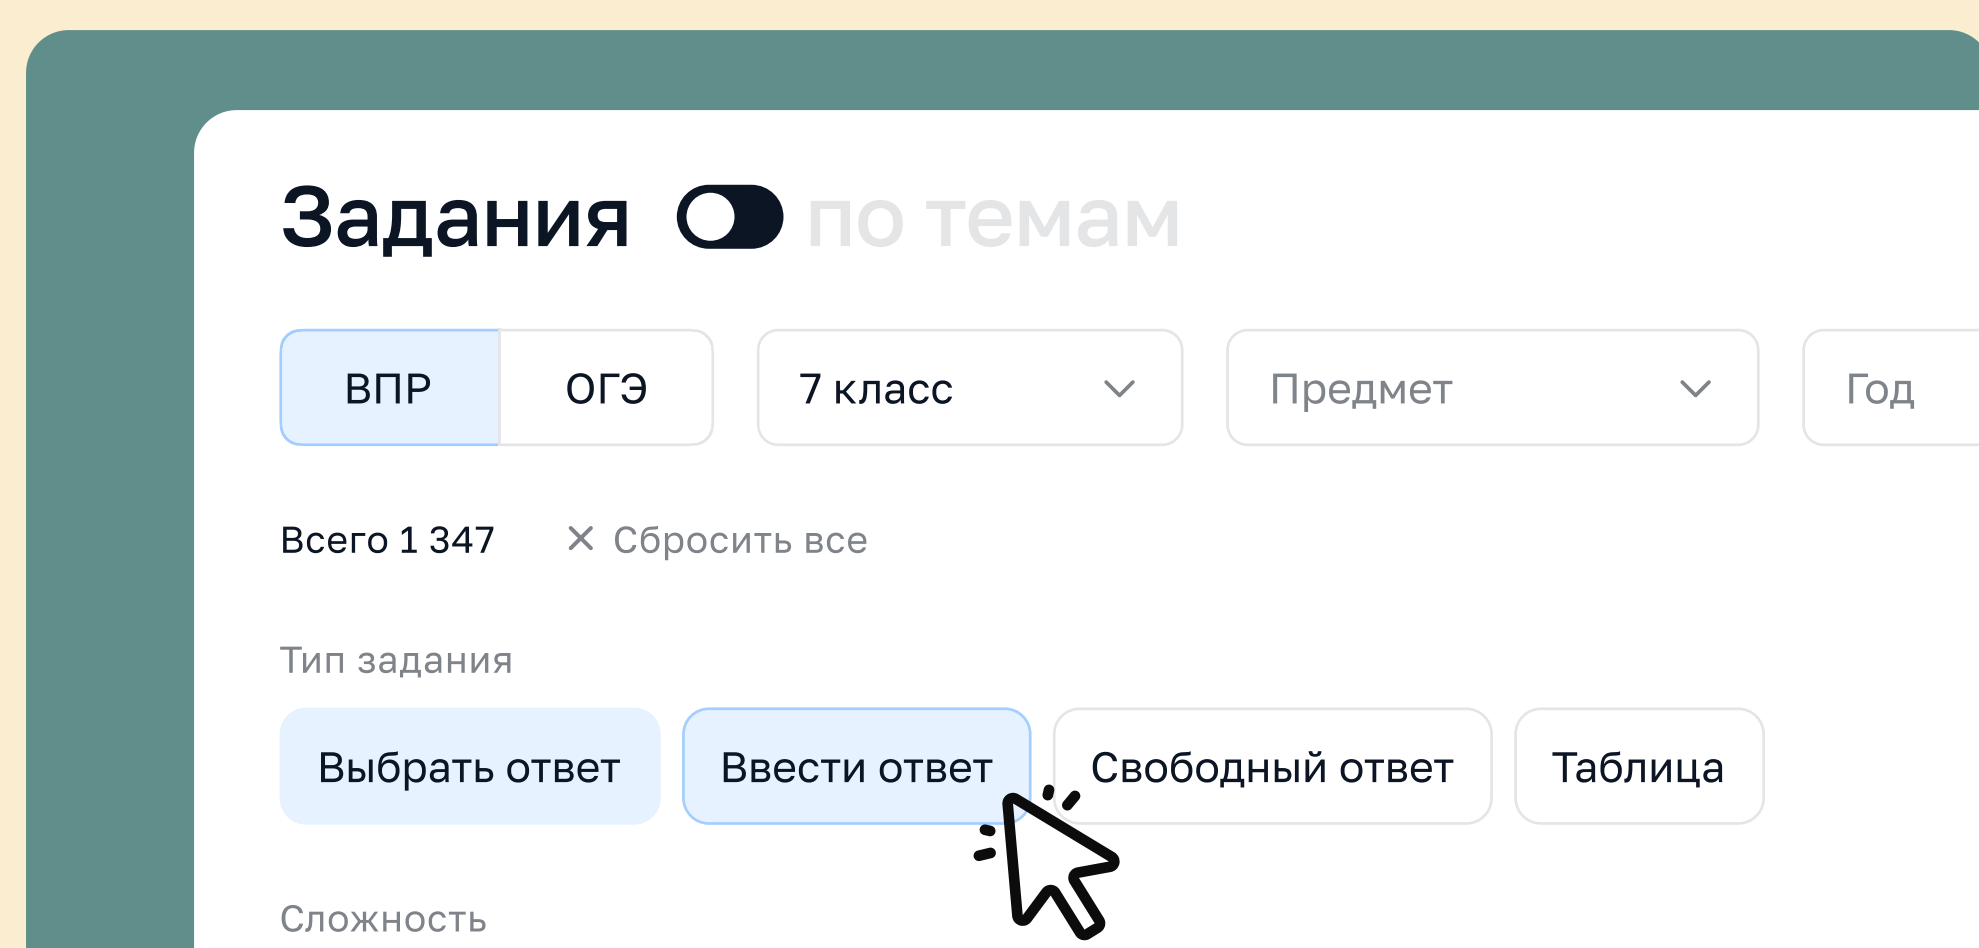 Задания по темам
ВПР ОГЭ 7 класс Предмет Год
Всего 1 347 Сбросить все
Тип задания
Выбрать ответ Ввести ответ Свободный ответ Таблица
Сложность